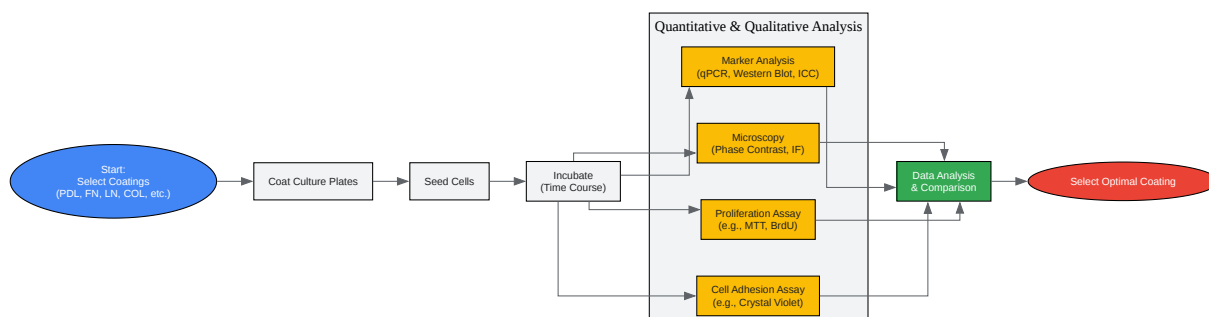 Quantitative & Qualitative Analysis
Marker Analysis
(qPCR, Western Blot, ICC)
Microscopy
(Phase Contrast, IF)
Start:
Select Coatings
(PDL, FN, LN, COL, etc.)
Coat Culture Plates
Seed Cells
Incubate
(Time Course)
Data Analysis
& Comparison
Select Optimal Coating
Proliferation Assay
(e.g., MTT, BrdU)
Cell Adhesion Assay
(e.g., Crystal Violet)